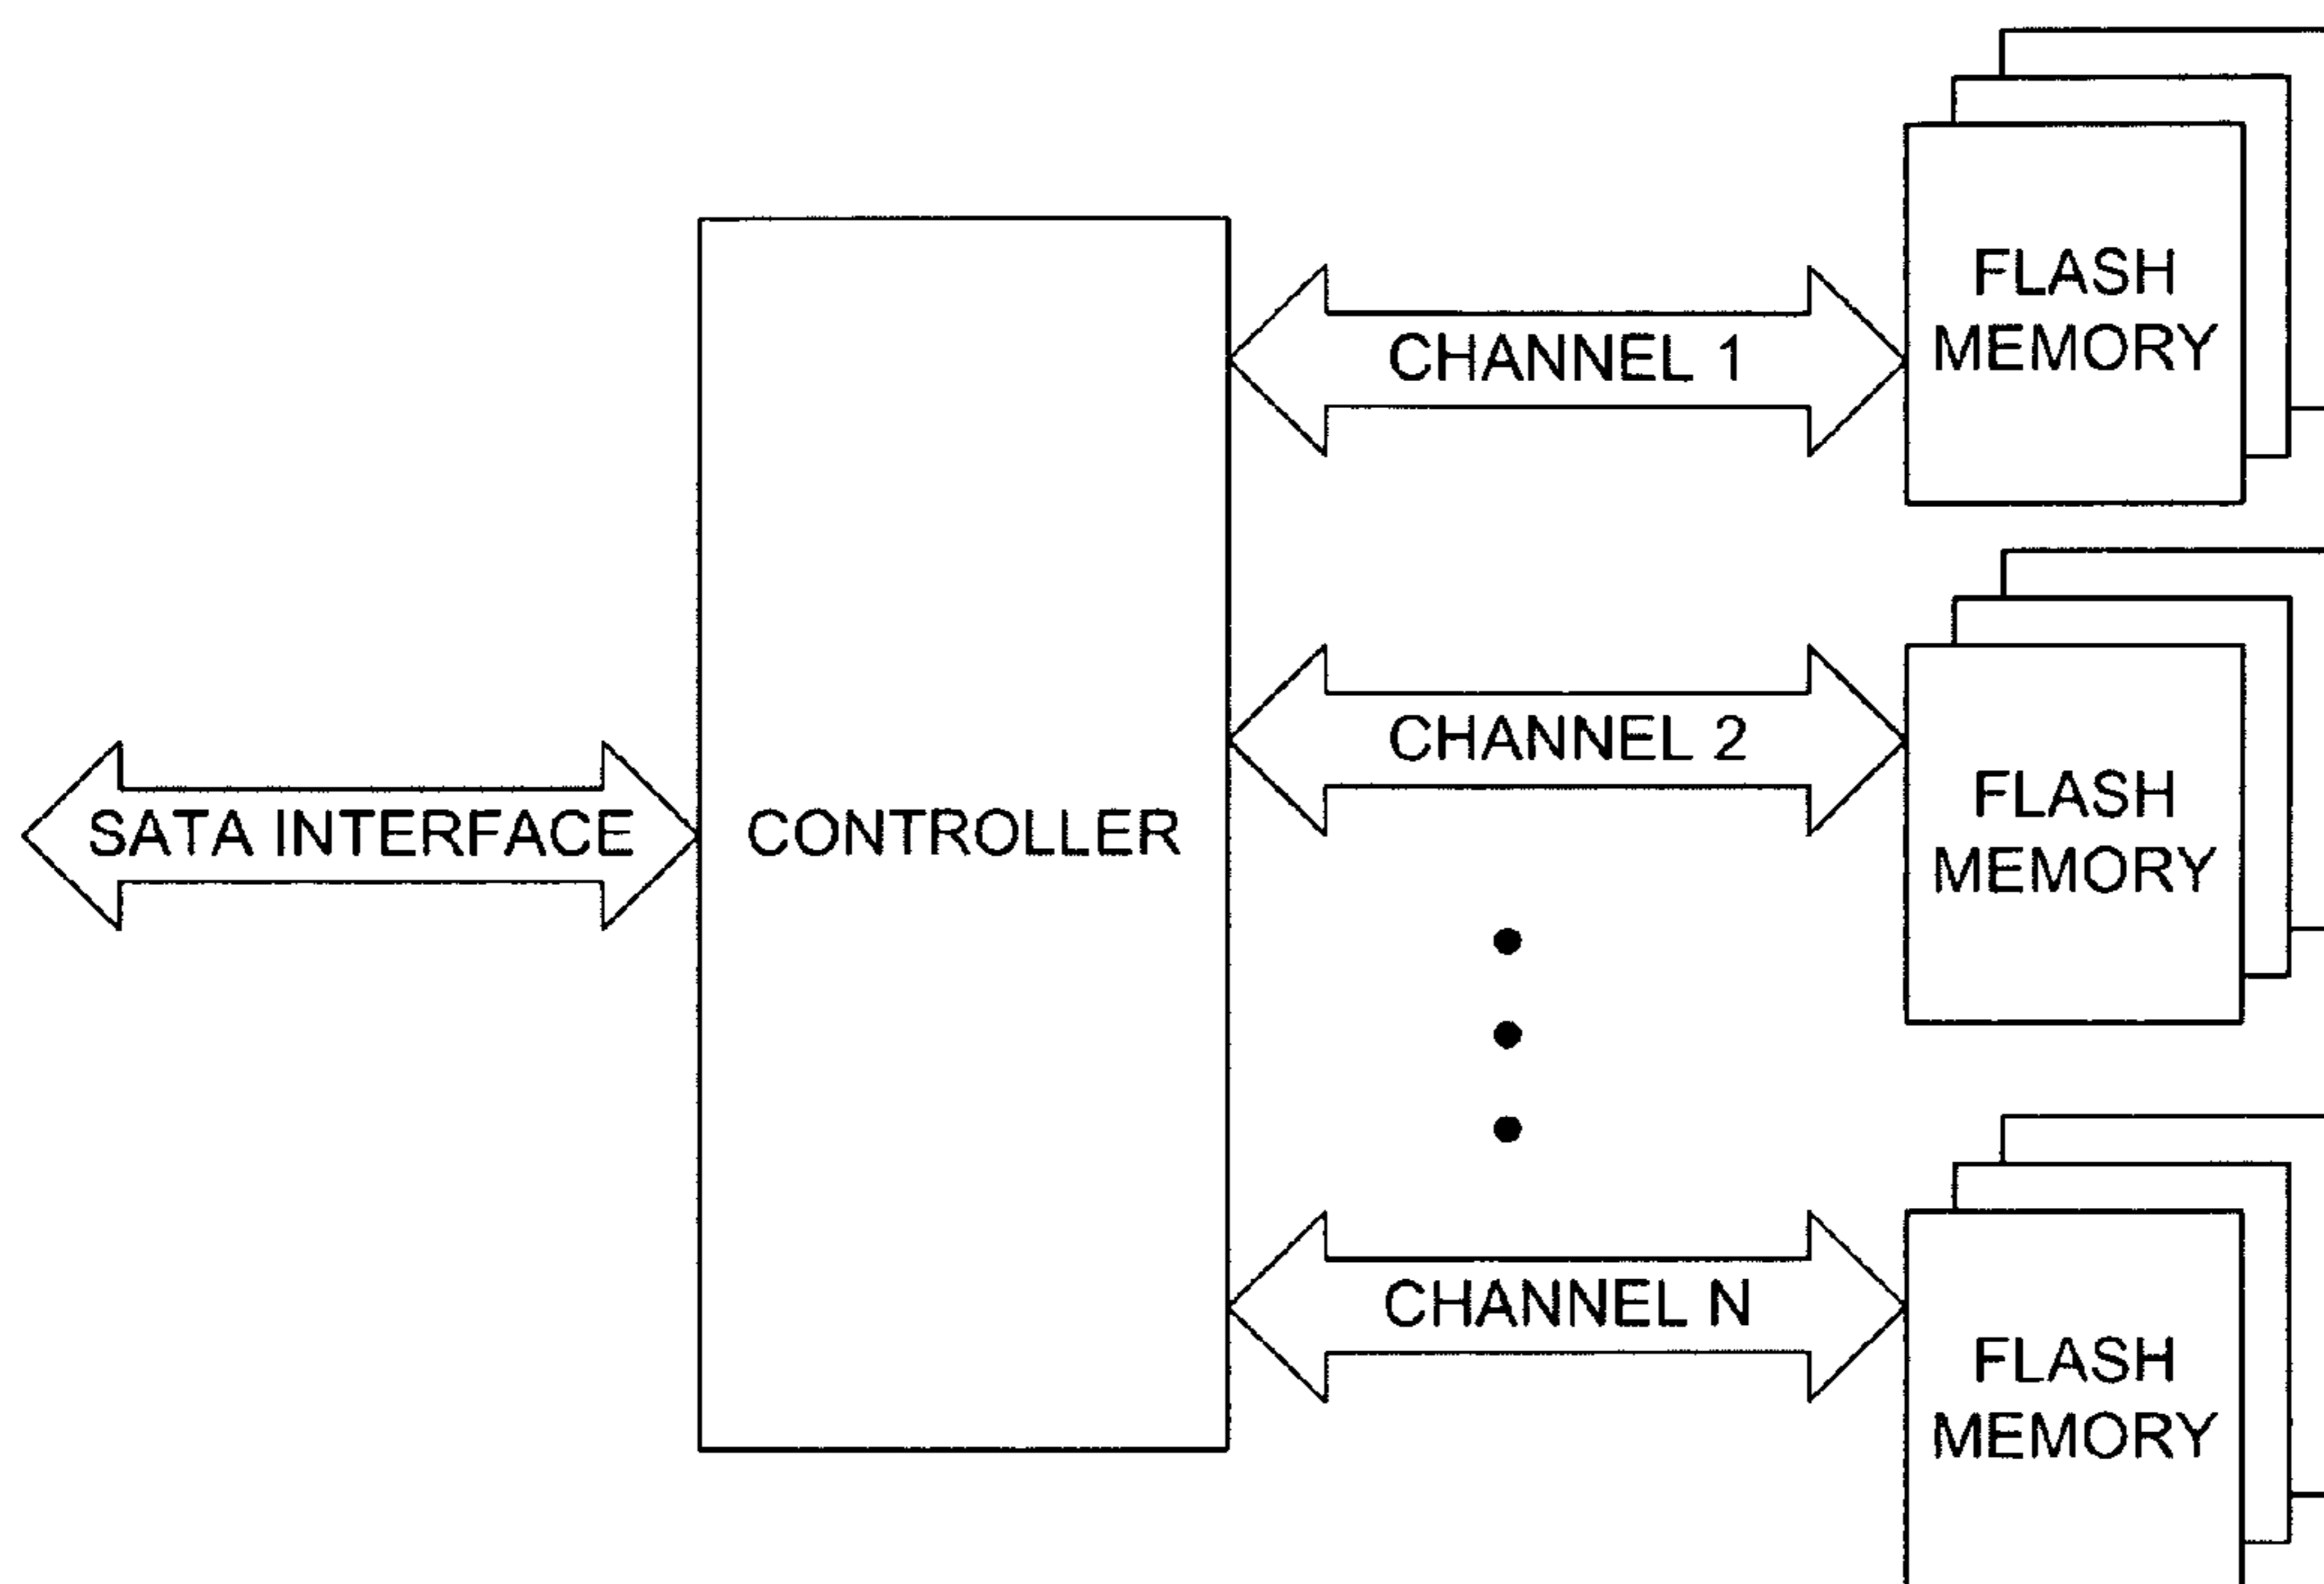 SATA INTERFACE
CONTROLLER
CHANNEL 1
FLASH
MEMORY
CHANNEL 2
FLASH
MEMORY
CHANNEL N
FLASH
MEMORY